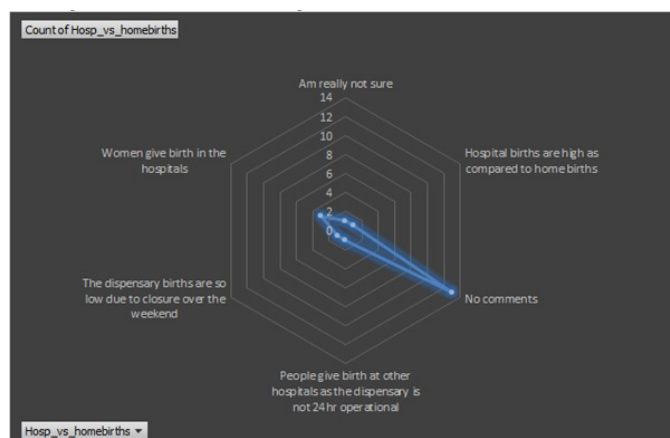 Count of Hosp_vs_homebirths
Am really not sure
14
12
10
8
6
4
2
0
Hospital births are high as
compared to home births
No comments
People give birth at other
hospitals as the dispensary is
not 24hr operational
The dispensary births are so
low due to closure over the
weekend
Women give birth in the
hospitals
Hosp_vs_homebirths